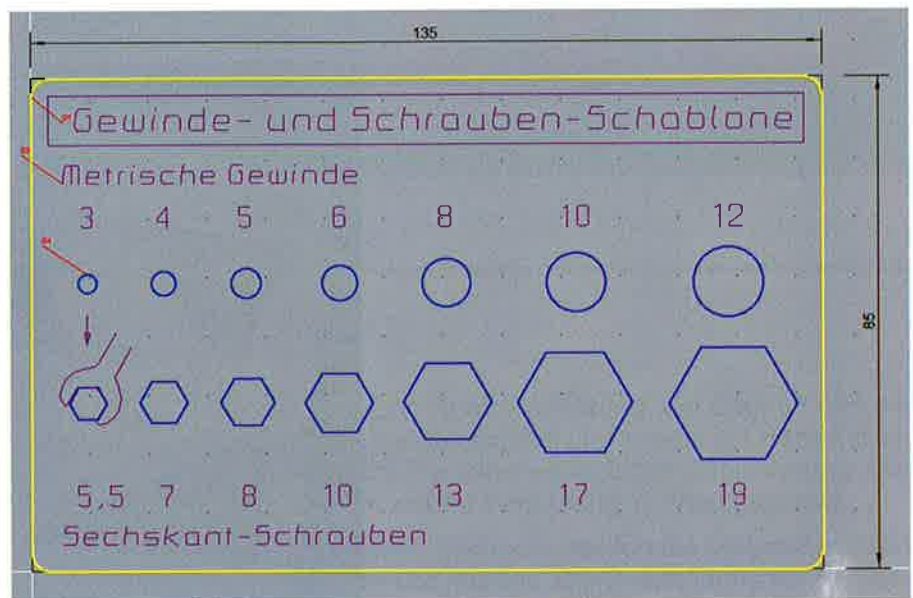 135
Gewinde- und Schrauben-Schablone
Metrische Gewinde
3 4 5 6 8 10 12
85
5,5 7 8 10 13 17 19
Sechskant-Schrauben